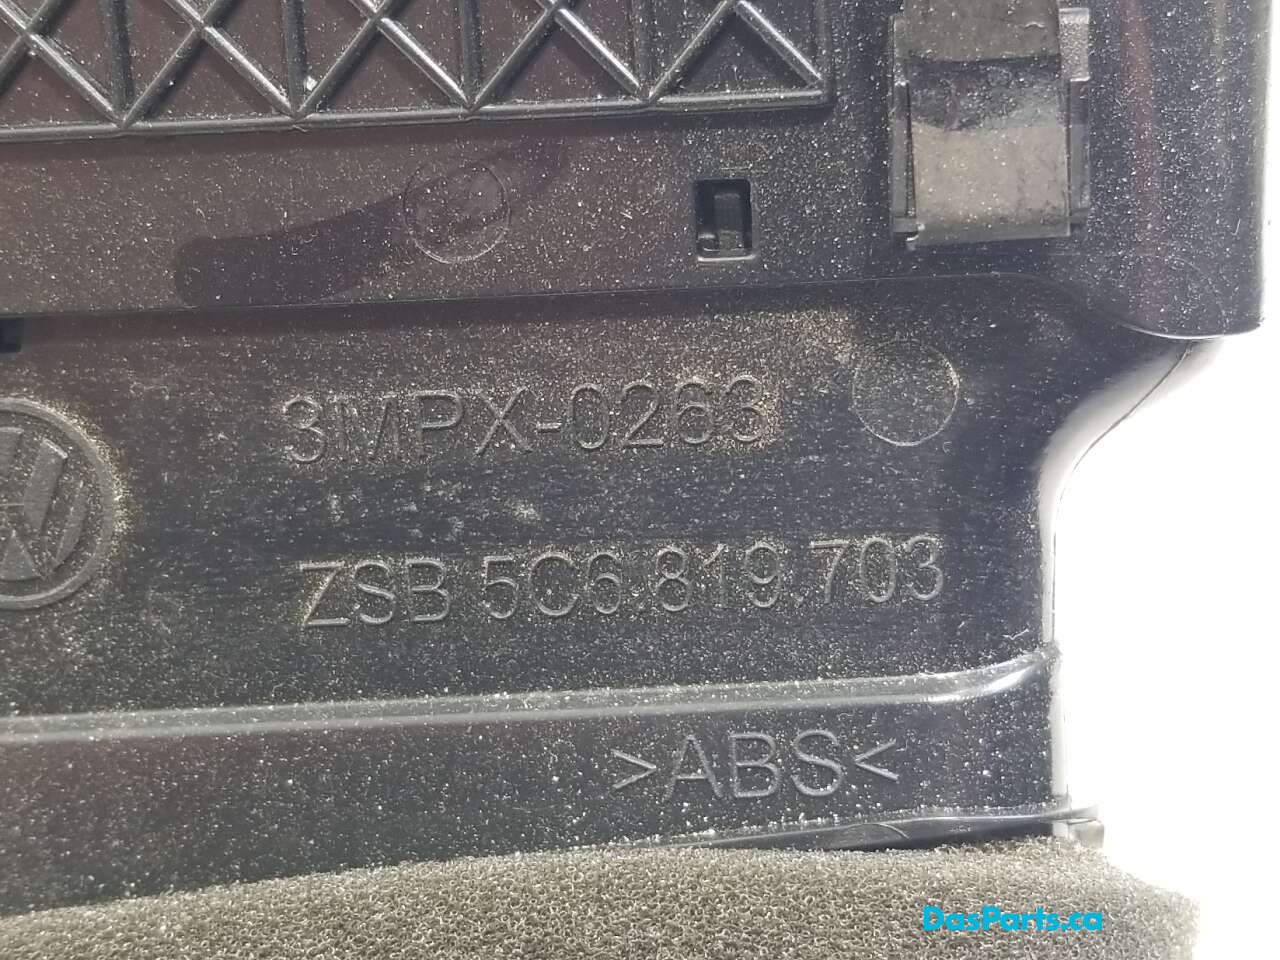 3MPX-0263
ZSB 5C6.819.703
>ABS<
DasParts.ca